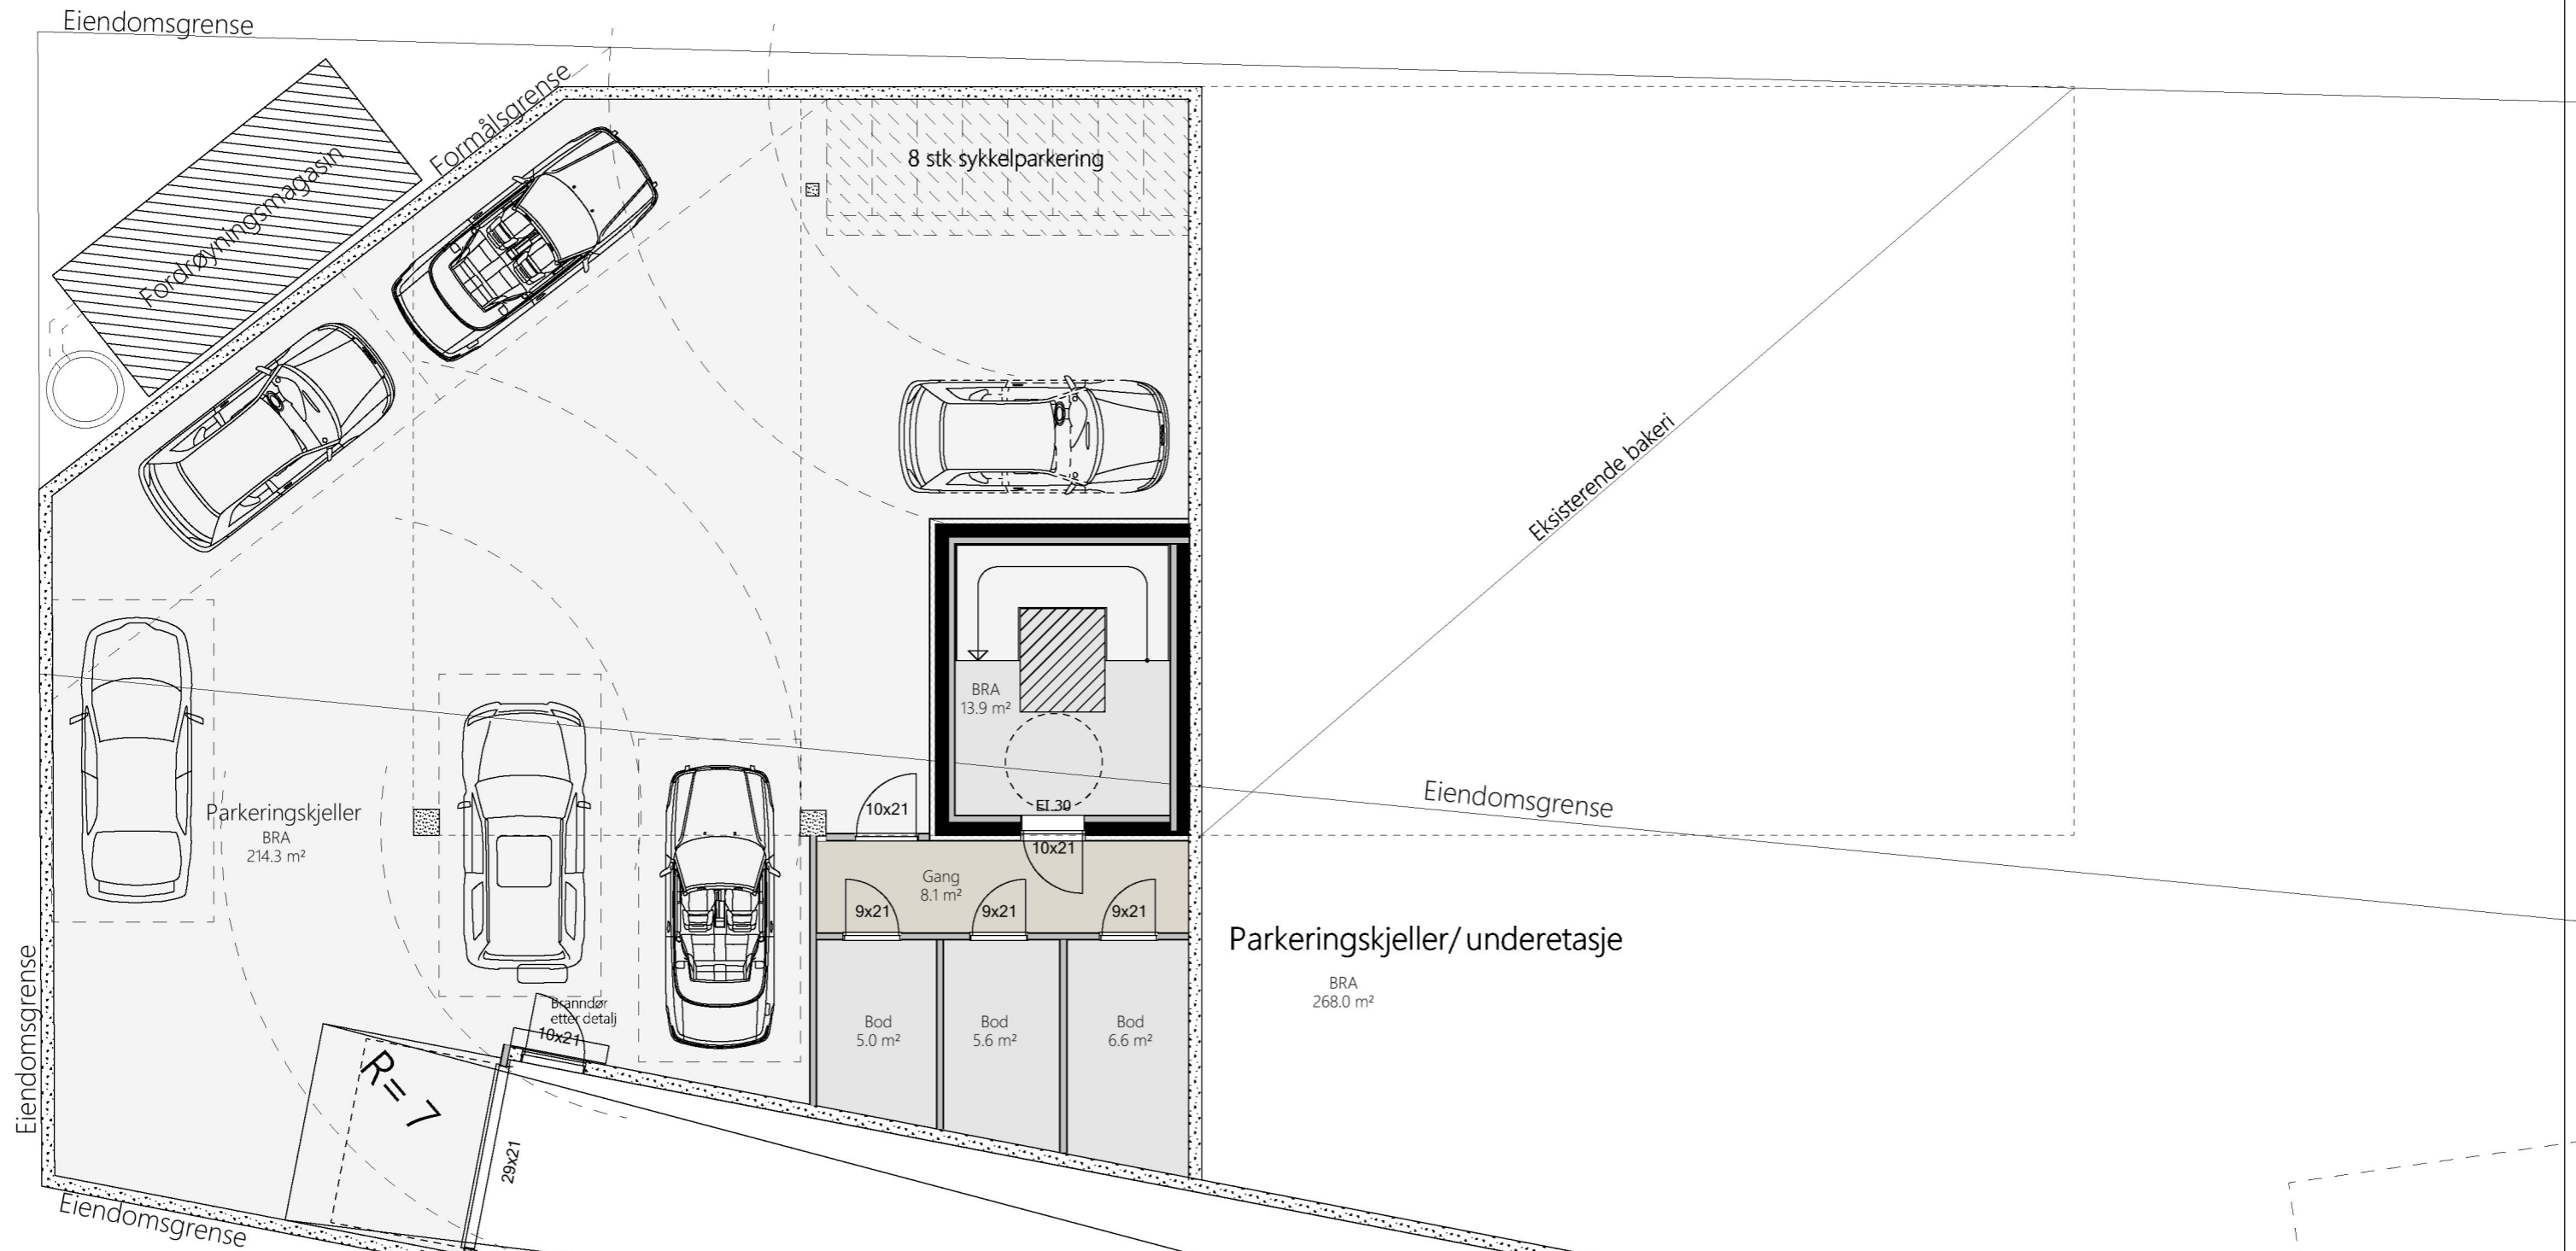 Eiendomsgrense
Formålsgrense
Fordrøyningsmagasin
8 stk sykkelparkering
Eksisterende bakeri
BRA
13.9 m²
EI 30
10x21
10x21
Eiendomsgrense
Parkeringskjeller
BRA
214.3 m²
Gang
8.1 m²
9x21
9x21
9x21
Parkeringskjeller/ underetasje
BRA
268.0 m²
Branndør
etter detalj
10x21
Bod
5.0 m²
Bod
5.6 m²
Bod
6.6 m²
R= 7
29x21
Eiendomsgrense
Eiendomsgrense